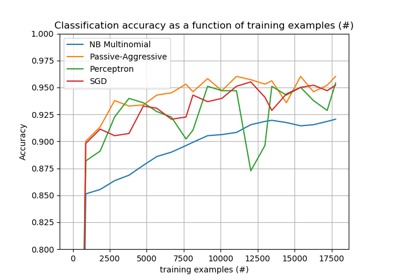 Classification accuracy as a function of training examples (#)
1.000
0.975
0.950
0.925
0.900
0.875
0.850
0.825
0.800
Accuracy
NB Multinomial
Passive-Aggressive
Perceptron
SGD
0 2500 5000 7500 10000 12500 15000 17500
training examples (#)